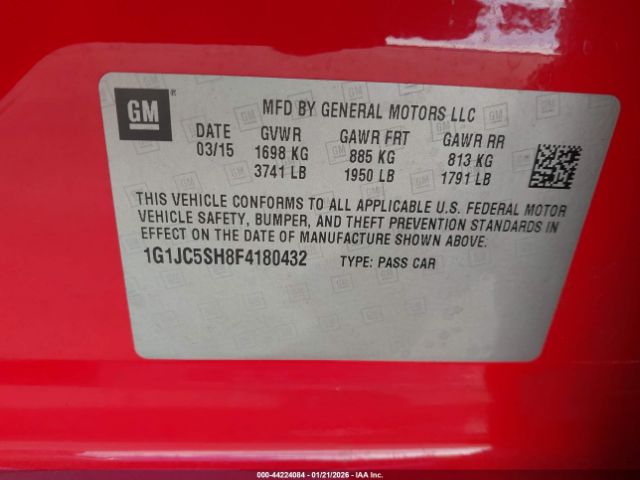 GM ®
MFD BY GENERAL MOTORS LLC
DATE GVWR GAWR FRT GAWR RR
03/15 1698 KG 885 KG 813 KG
3741 LB 1950 LB 1791 LB
THIS VEHICLE CONFORMS TO ALL APPLICABLE U.S. FEDERAL MOTOR
VEHICLE SAFETY, BUMPER, AND THEFT PREVENTION STANDARDS IN
EFFECT ON THE DATE OF MANUFACTURE SHOWN ABOVE.
1G1JC5SH8F4180432 TYPE: PASS CAR
000-44224084 - 01/21/2026 - IAA Inc.